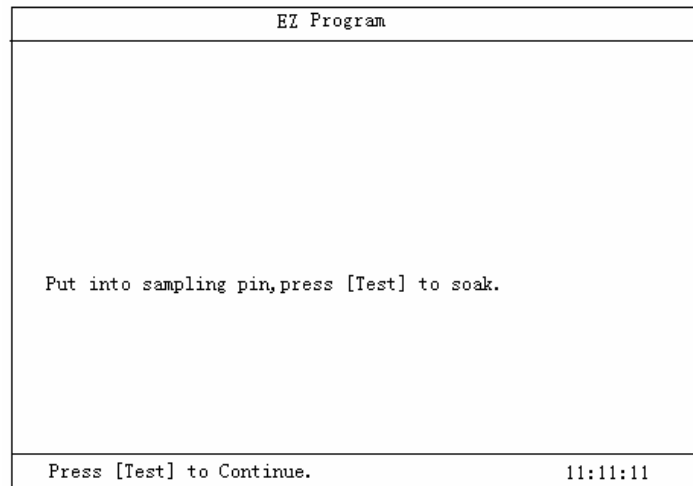 EZ Program
Put into sampling pin,press [Test] to soak.
Press [Test] to Continue. 11:11:11